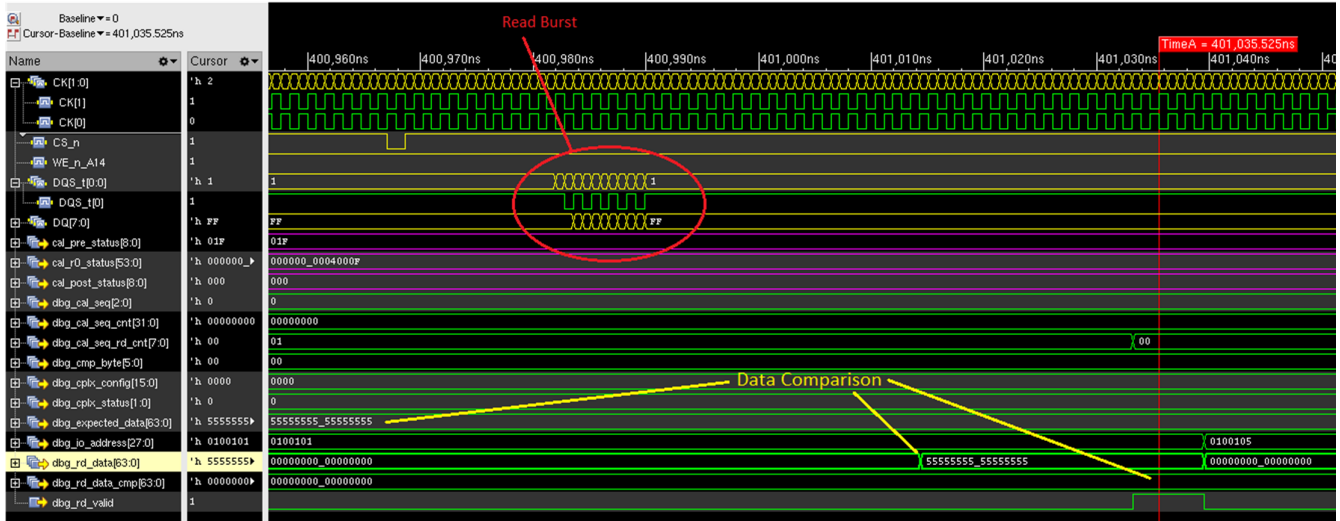 Baseline ▾ = 0
Cursor-Baseline ▾ = 401,035.525ns
Read Burst
TimeA = 401,035.525ns
Name Cursor 400,960ns 400,970ns 400,980ns 400,990ns 401,000ns 401,010ns 401,020ns 401,030ns 401,040ns
CK[1:0] 'h 2
CK[1] 1
CK[0] 0
CS_n 1
WE_n_A14 1
DQS_t[0:0] 'h 1 1 1
DQS_t[0] 1
DQ[7:0] 'h FF FF FF
cal_pre_status[8:0] 'h 01F 01F
cal_r0_status[53:0] 'h 000000_ 000000_0004000F
cal_post_status[8:0] 'h 000 000
dbg_cal_seq[2:0] 'h 0 0
dbg_cal_seq_cnt[31:0] 'h 00000000 00000000
dbg_cal_seq_rd_cnt[7:0] 'h 00 01 00
dbg_cmp_byte[5:0] 'h 00 00
dbg_cplx_config[15:0] 'h 0000 0000
Data Comparison
dbg_cplx_status[1:0] 'h 0 0
dbg_expected_data[63:0] 'h 5555555 55555555_55555555
dbg_io_address[27:0] 'h 0100101 0100101 0100105
dbg_rd_data[63:0] 'h 5555555 00000000_00000000 55555555_55555555 00000000_00000000
dbg_rd_data_cmp[63:0] 'h 0000000 00000000_00000000
dbg_rd_valid 1